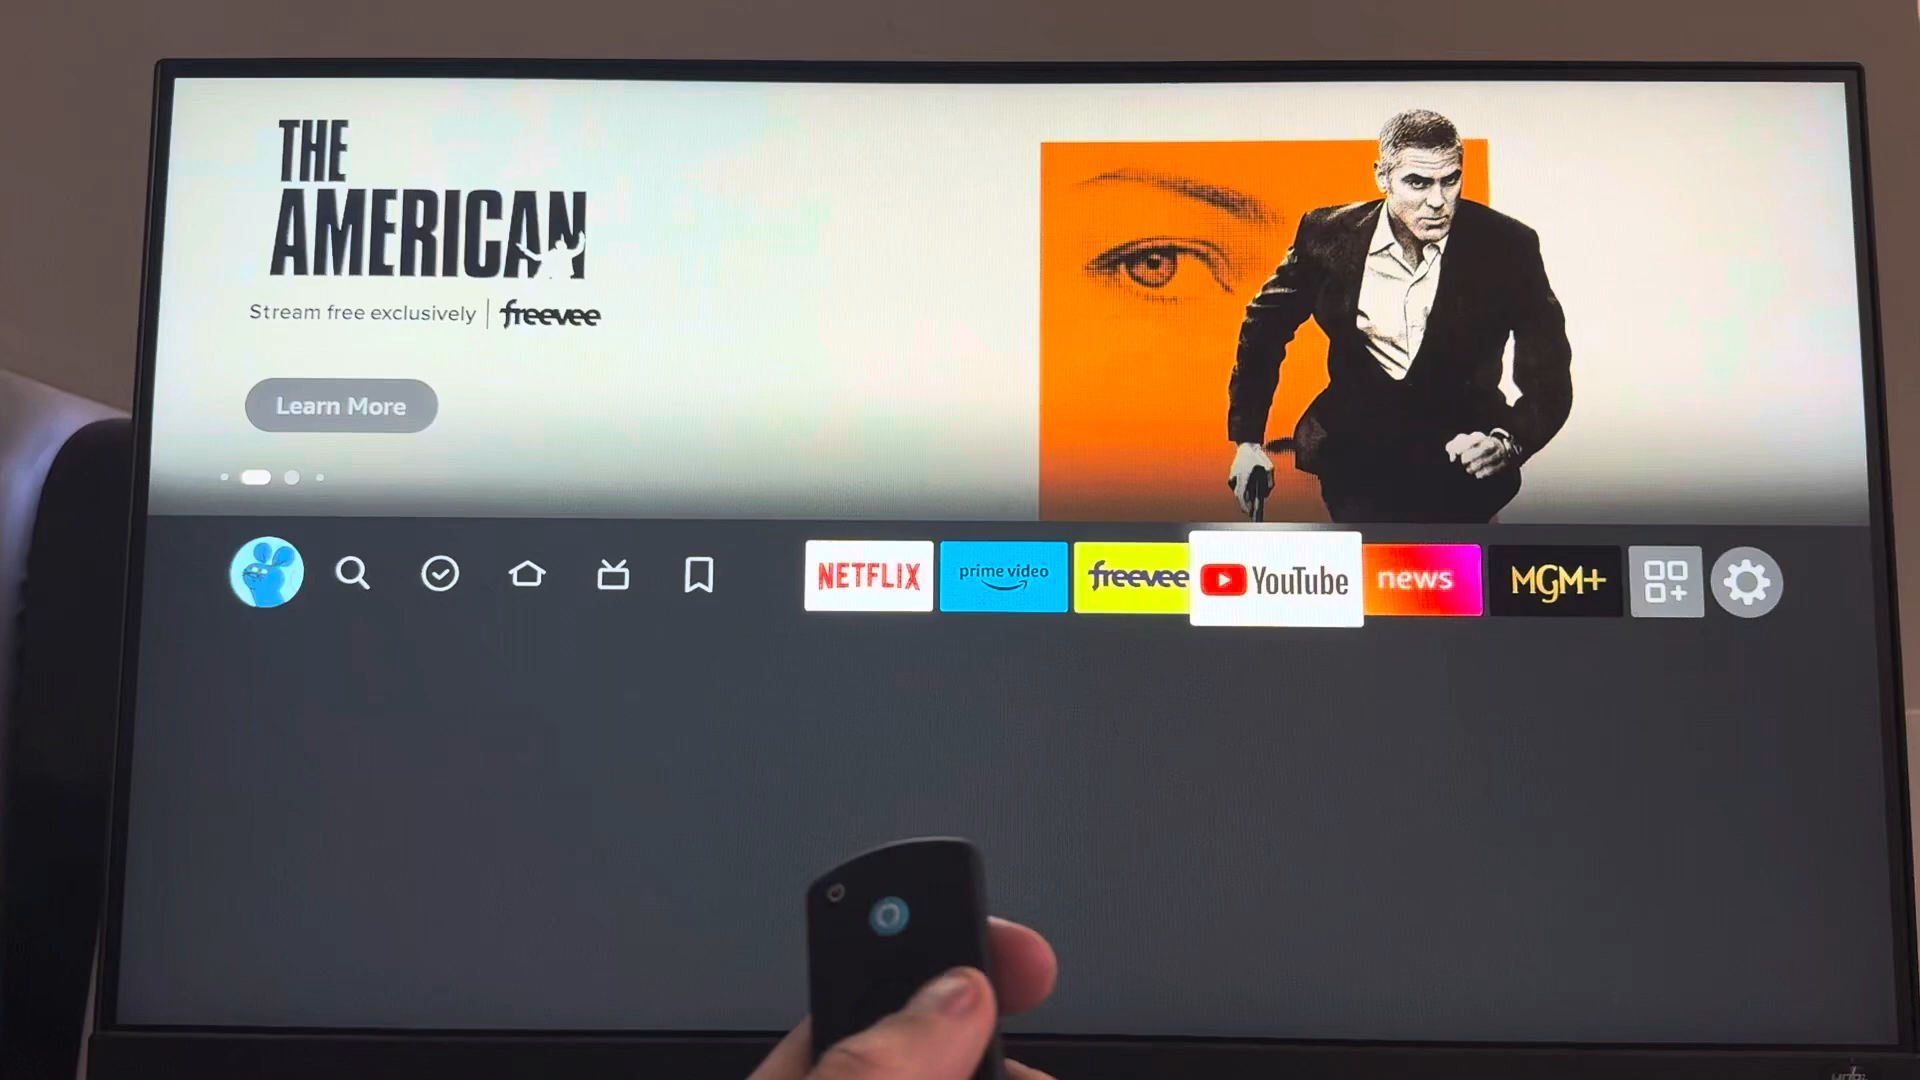 THE
AMERICAN
Stream free exclusively | freevee
Learn More
NETFLIX
prime video
freevee
YouTube
news
MGM+